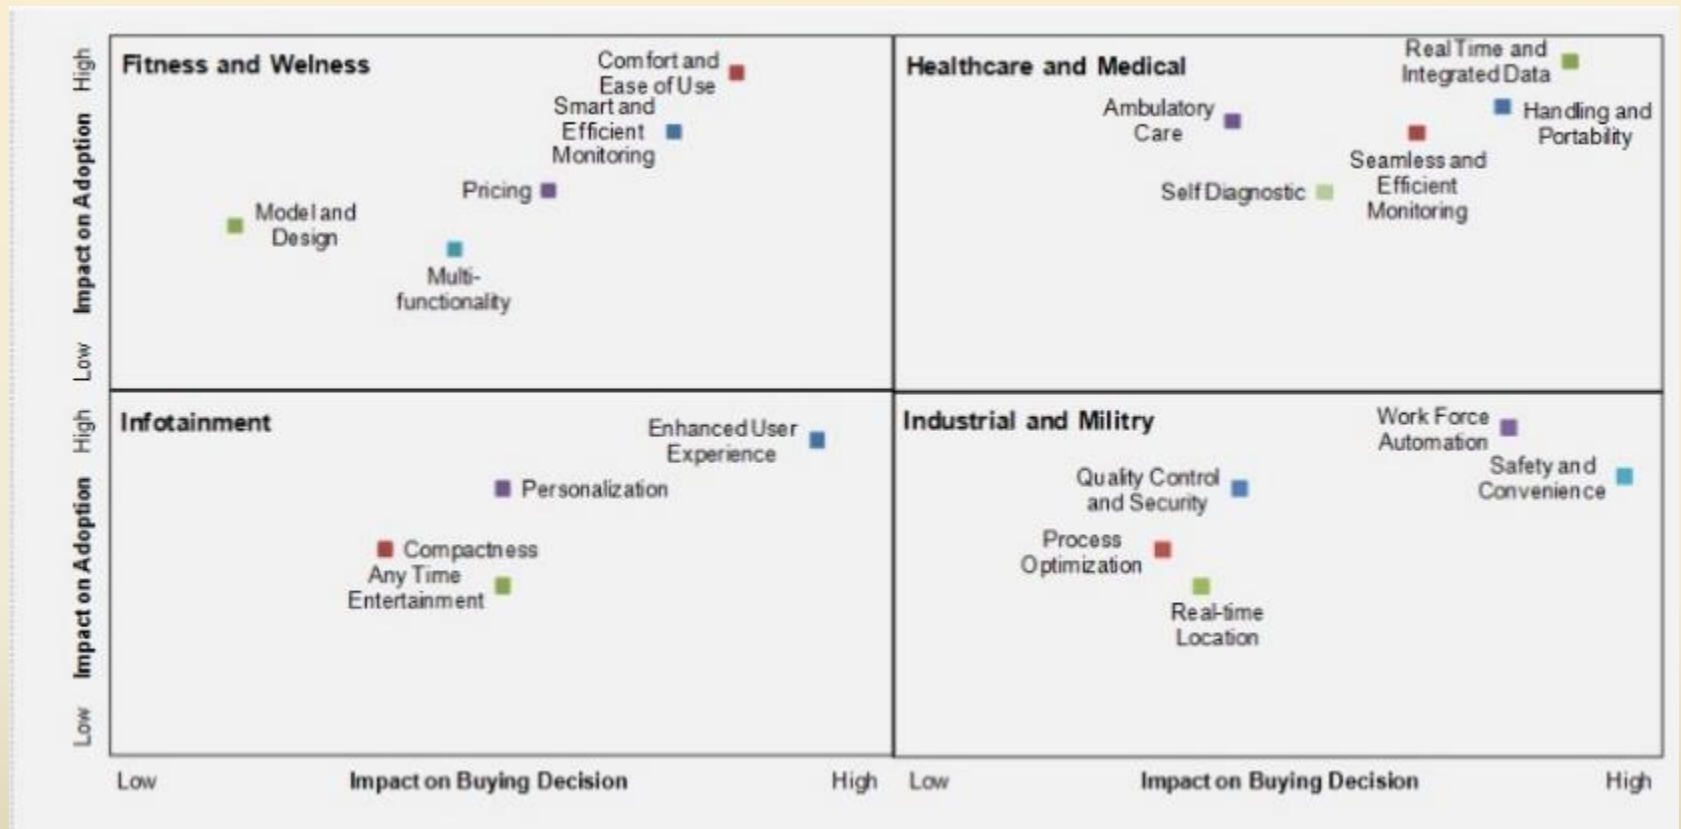 Fitness and Welness
Comfort and
Ease of Use
Smart and
Efficient
Monitoring
Pricing
Model and
Design
Multi-
functionality
High
Impact on Adoption
Low
Healthcare and Medical
Real Time and
Integrated Data
Ambulatory
Care
Handling and
Portability
Seamless and
Efficient
Monitoring
Self Diagnostic
Infotainment
Enhanced User
Experience
Personalization
Compactness
Any Time
Entertainment
High
Impact on Adoption
Low
Industrial and Militry
Work Force
Automation
Safety and
Convenience
Quality Control
and Security
Process
Optimization
Real-time
Location
Low
Impact on Buying Decision
High
Low
Impact on Buying Decision
High